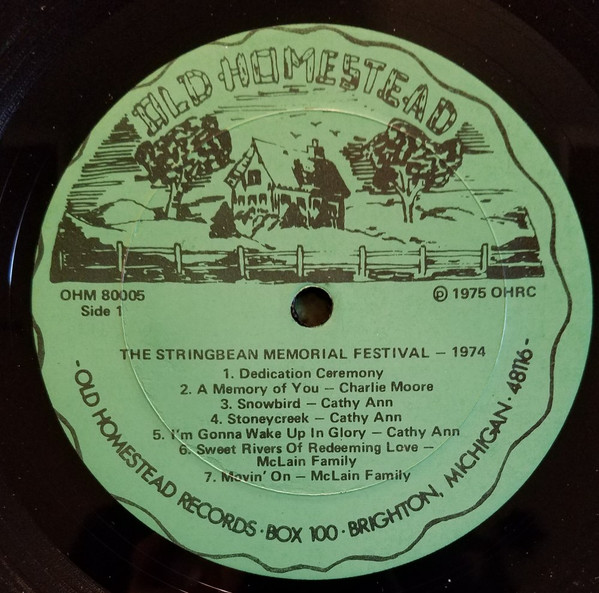 OLD HOMESTEAD
OHM 80005
Side 1
℗ 1975 OHRC
THE STRINGBEAN MEMORIAL FESTIVAL — 1974
1. Dedication Ceremony
2. A Memory of You — Charlie Moore
3. Snowbird — Cathy Ann
4. Stoneycreek — Cathy Ann
5. I'm Gonna Wake Up In Glory — Cathy Ann
6. Sweet Rivers Of Redeeming Love —
McLain Family
7. Movin' On — McLain Family
-OLD HOMESTEAD RECORDS·BOX 100·BRIGHTON, MICHIGAN·48116-